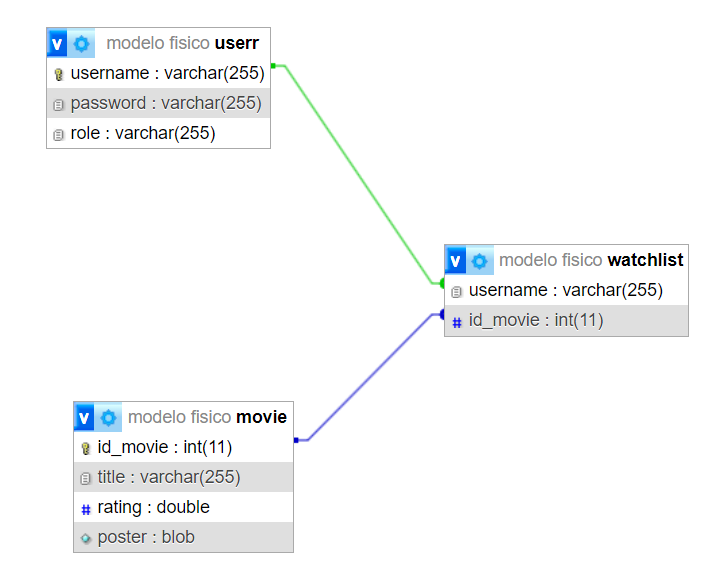 v modelo fisico userr
username : varchar(255)
password : varchar(255)
role : varchar(255)
v modelo fisico watchlist
username : varchar(255)
# id_movie : int(11)
v modelo fisico movie
id_movie : int(11)
title : varchar(255)
# rating : double
poster : blob